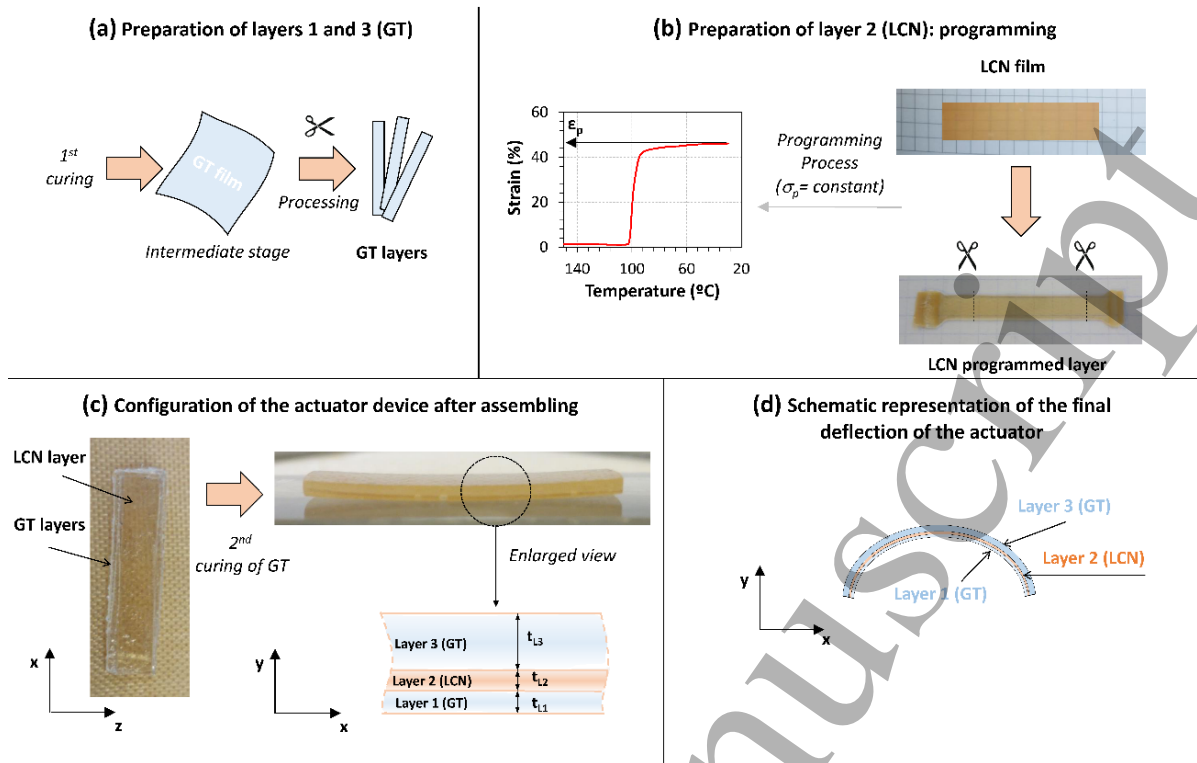 (a) Preparation of layers 1 and 3 (GT)
1st
curing
GT film
Processing
Intermediate stage
GT layers
(b) Preparation of layer 2 (LCN): programming
LCN film
60
40
20
0
εp
Strain (%)
140
100
60
20
Temperature (ºC)
Programming
Process
(σp= constant)
LCN programmed layer
(c) Configuration of the actuator device after assembling
LCN layer
GT layers
2nd
curing of GT
Enlarged view
x
z
y
x
Layer 3 (GT)
tL3
Layer 2 (LCN)
tL2
Layer 1 (GT)
tL1
(d) Schematic representation of the final
deflection of the actuator
Layer 3 (GT)
Layer 2 (LCN)
Layer 1 (GT)
y
x
nuscript